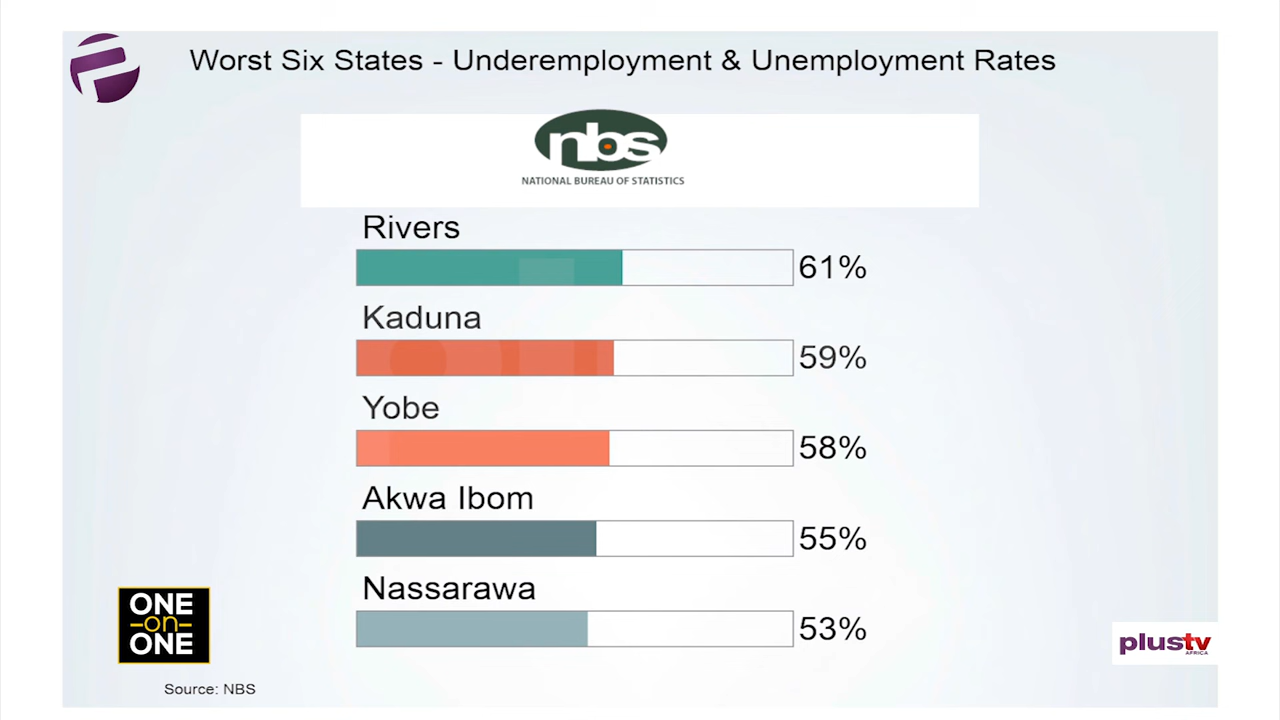 Worst Six States - Underemployment & Unemployment Rates
nbs
NATIONAL BUREAU OF STATISTICS
Rivers
61%
Kaduna
59%
Yobe
58%
Akwa Ibom
55%
Nassarawa
53%
ONE
-on-
ONE
plustv
AFRICA
Source: NBS